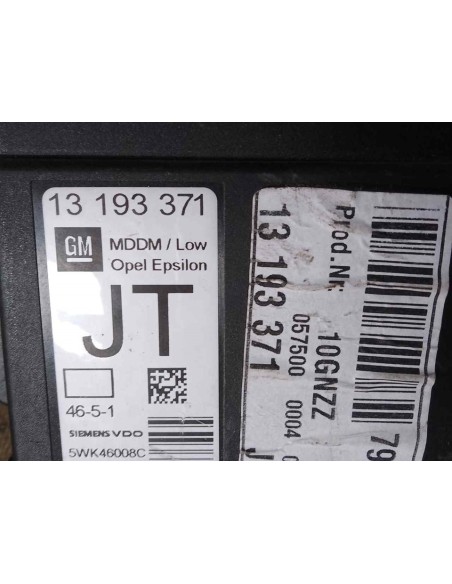 13 193 371
GM
MDDM / Low
Opel Epsilon
JT
46-5-1
SIEMENS VDO
5WK46008C
Prod.Nr.:
10GNZZ
79
057500 0004
13 193 371